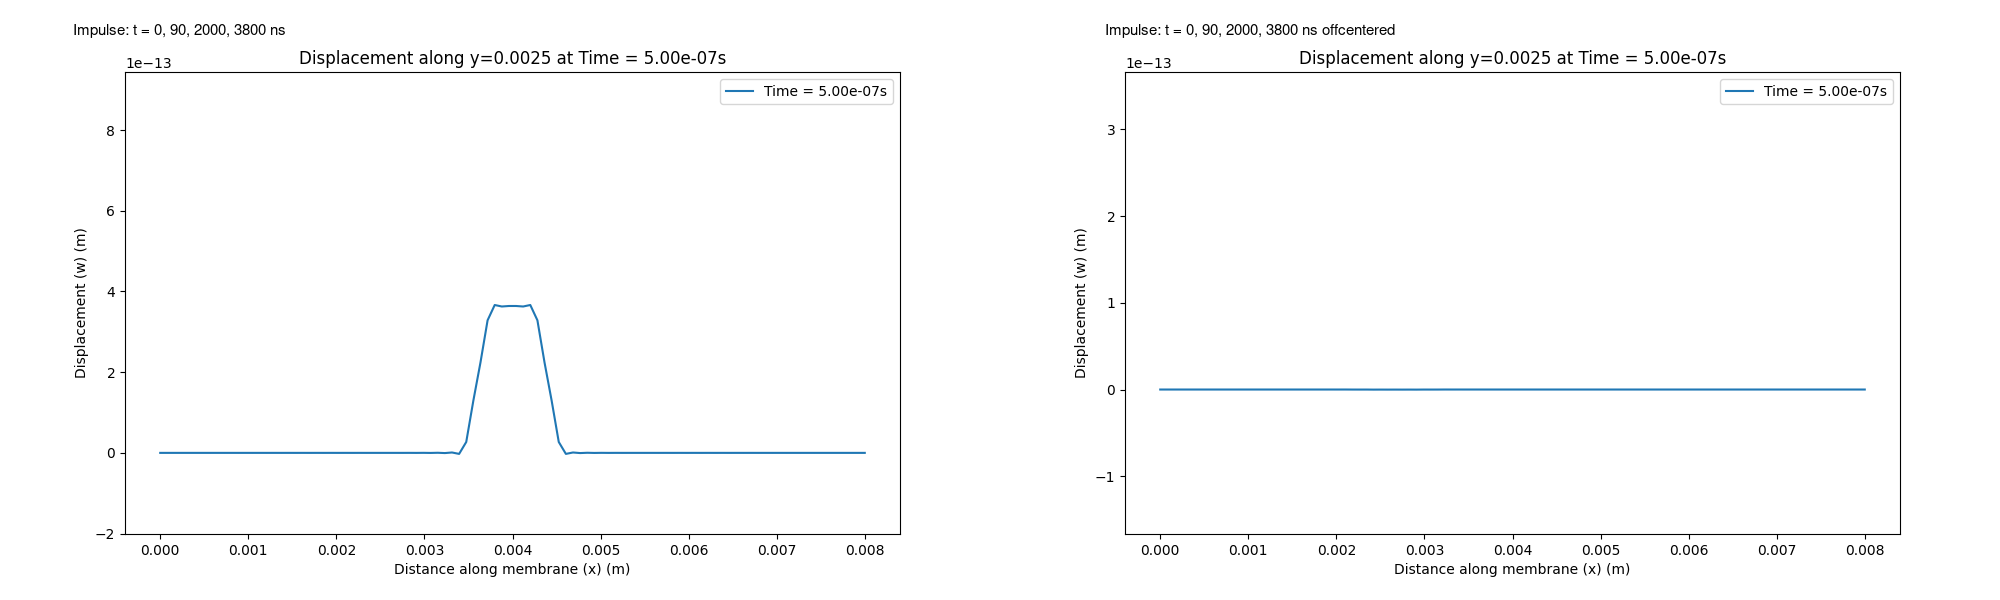 Impulse: t = 0, 90, 2000, 3800 ns
Displacement along y=0.0025 at Time = 5.00e-07s
1e−13
Time = 5.00e-07s
8
6
4
2
0
−2
Displacement (w) (m)
0.000 0.001 0.002 0.003 0.004 0.005 0.006 0.007 0.008
Distance along membrane (x) (m)
Impulse: t = 0, 90, 2000, 3800 ns offcentered
Displacement along y=0.0025 at Time = 5.00e-07s
1e−13
Time = 5.00e-07s
3
2
1
0
−1
Displacement (w) (m)
0.000 0.001 0.002 0.003 0.004 0.005 0.006 0.007 0.008
Distance along membrane (x) (m)